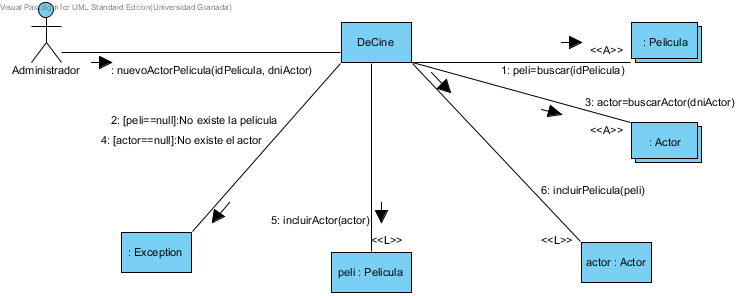 Visual Paradigm for UML Standard Edition(Universidad Granada)
DeCine
: Pelicula
<<A>>
Administrador
: nuevoActorPelicula(idPelicula, dniActor)
1: peli=buscar(idPelicula)
3: actor=buscarActor(dniActor)
2: [peli==null]:No existe la pelicula
<<A>>
4: [actor==null]:No existe el actor
: Actor
6: incluirPelicula(peli)
5: incluirActor(actor)
<<L>>
<<L>>
: Exception
actor : Actor
peli : Pelicula